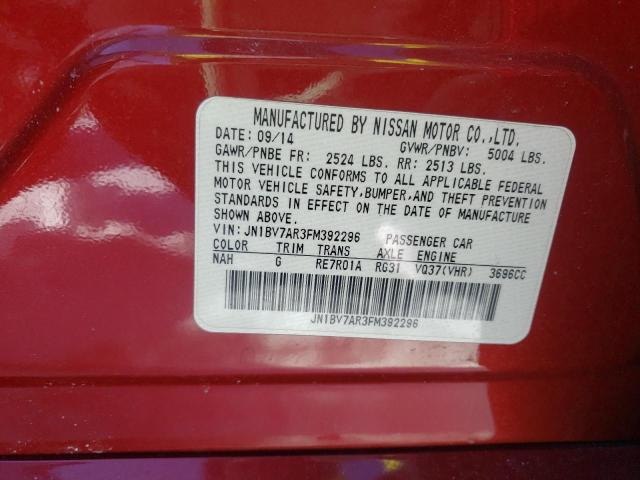 MANUFACTURED BY NISSAN MOTOR CO.,LTD.
DATE: 09/14 GVWR/PNBV: 5004 LBS.
GAWR/PNBE FR: 2524 LBS. RR: 2513 LBS.
THIS VEHICLE CONFORMS TO ALL APPLICABLE FEDERAL
MOTOR VEHICLE SAFETY,BUMPER,AND THEFT PREVENTION
STANDARDS IN EFFECT ON THE DATE OF MANUFACTURE
SHOWN ABOVE.
VIN:JN1BV7AR3FM392296 PASSENGER CAR
COLOR TRIM TRANS AXLE ENGINE
NAH G RE7R01A RG31 VQ37(VHR) 3696CC
JN1BV7AR3FM392296